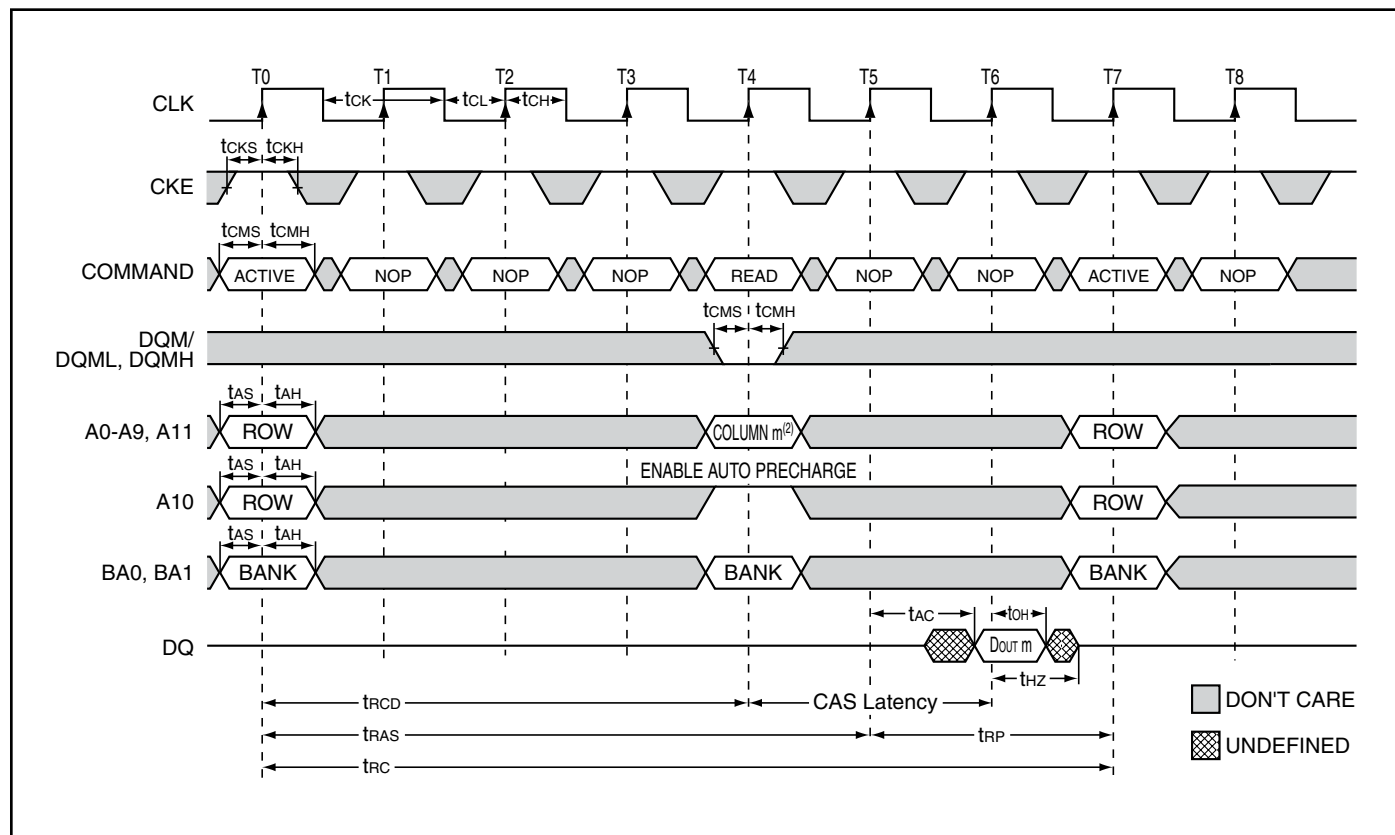 T0 T1 T2 T3 T4 T5 T6 T7 T8
CLK tCK tCL tCH
tCKS tCKH
CKE
tCMS tCMH
COMMAND ACTIVE NOP NOP NOP READ NOP NOP ACTIVE NOP
tCMS tCMH
DQM/
DQML, DQMH
tAS tAH
A0-A9, A11 ROW COLUMN m(2) ROW
tAS tAH ENABLE AUTO PRECHARGE
A10 ROW ROW
tAS tAH
BA0, BA1 BANK BANK BANK
tAC tOH
DQ DOUT m
tHZ
tRCD CAS Latency
DON'T CARE
tRAS tRP
UNDEFINED
tRC